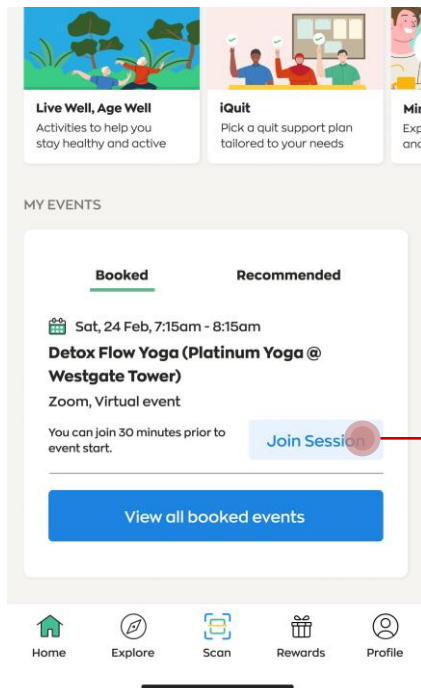 Live Well, Age Well
Activities to help you
stay healthy and active
iQuit
Pick a quit support plan
tailored to your needs
MY EVENTS
Booked
Recommended
Sat, 24 Feb, 7:15am - 8:15am
Detox Flow Yoga (Platinum Yoga @
Westgate Tower)
Zoom, Virtual event
You can join 30 minutes prior to
event start.
Join Session
View all booked events
Home
Explore
Scan
Rewards
Profile